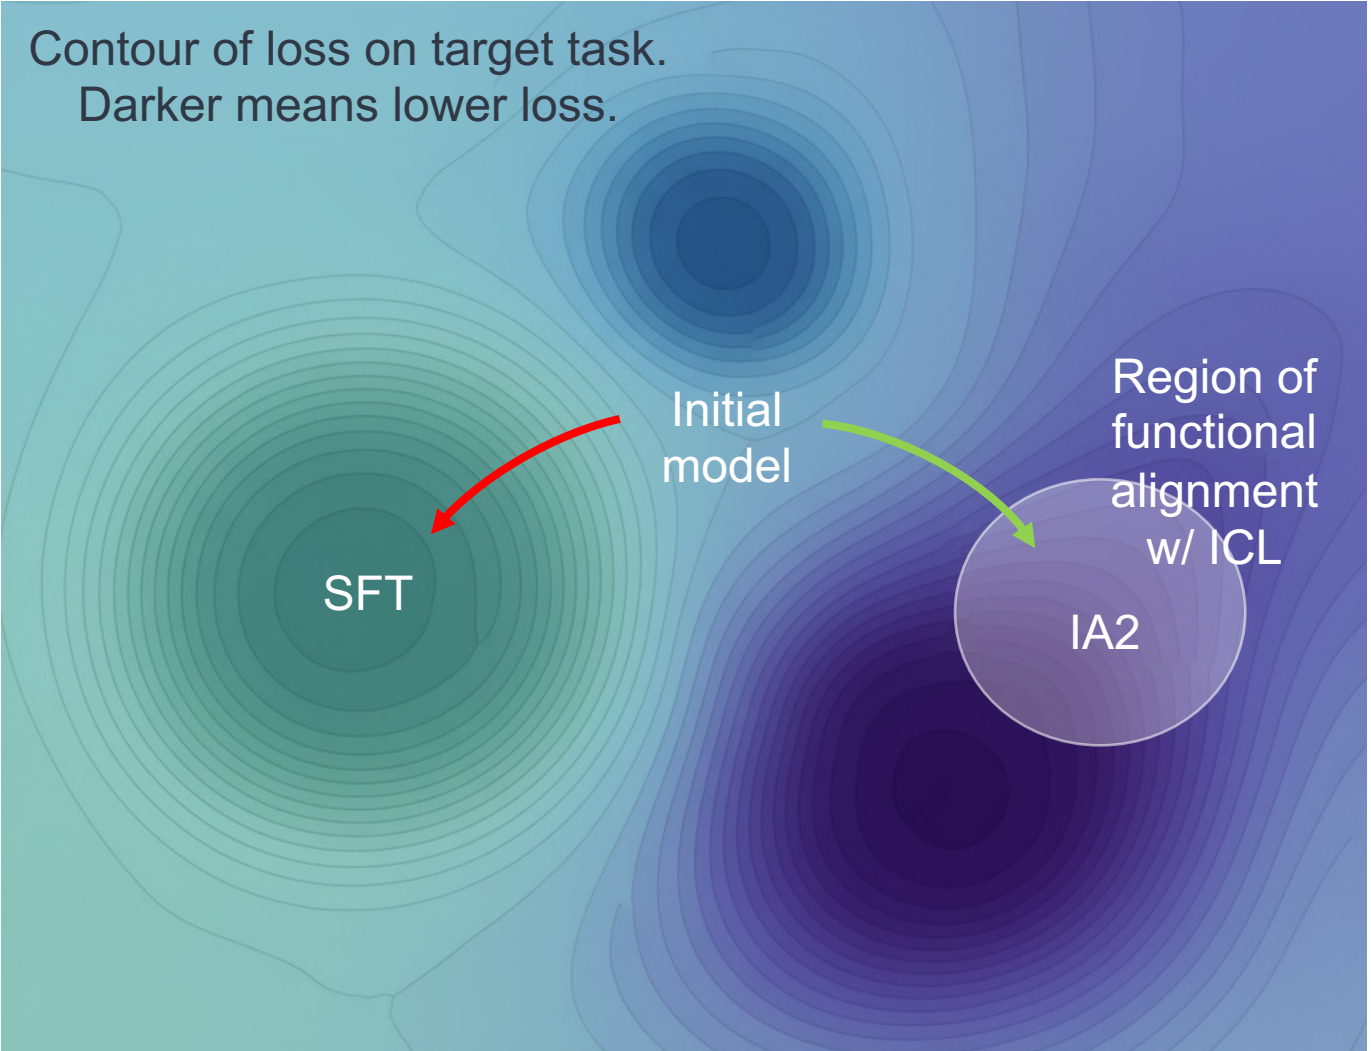 Contour of loss on target task.
Darker means lower loss.
Initial
model
Region of
functional
alignment
w/ ICL
SFT
IA2